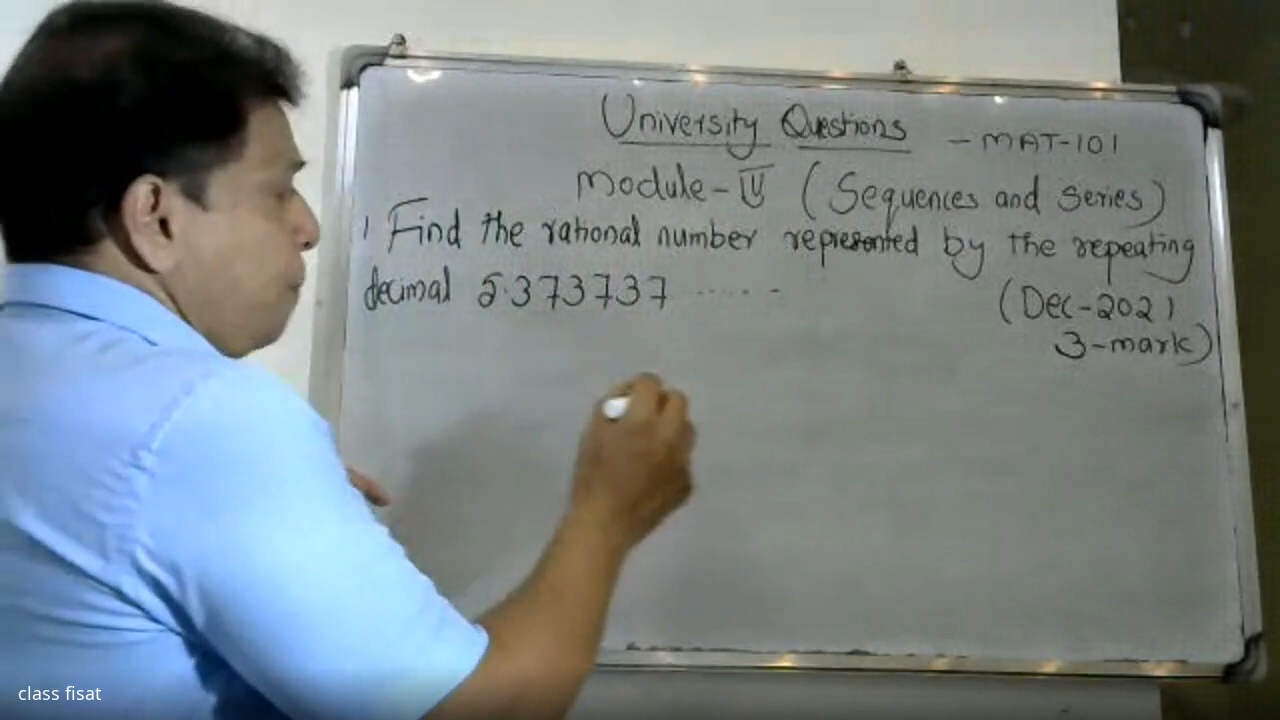 University Questions - MAT-101
Module-IV (Sequences and Series)
1 Find the rational number represented by the repeating
decimal 5.373737 ......
(Dec-2021
3-mark)
class fisat